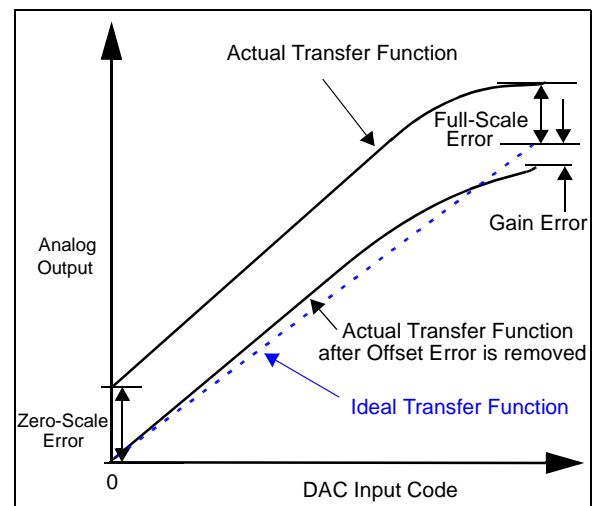 Actual Transfer Function
Full-Scale
Error
Gain Error
Analog
Output
Actual Transfer Function
after Offset Error is removed
Ideal Transfer Function
Zero-Scale
Error
0
DAC Input Code